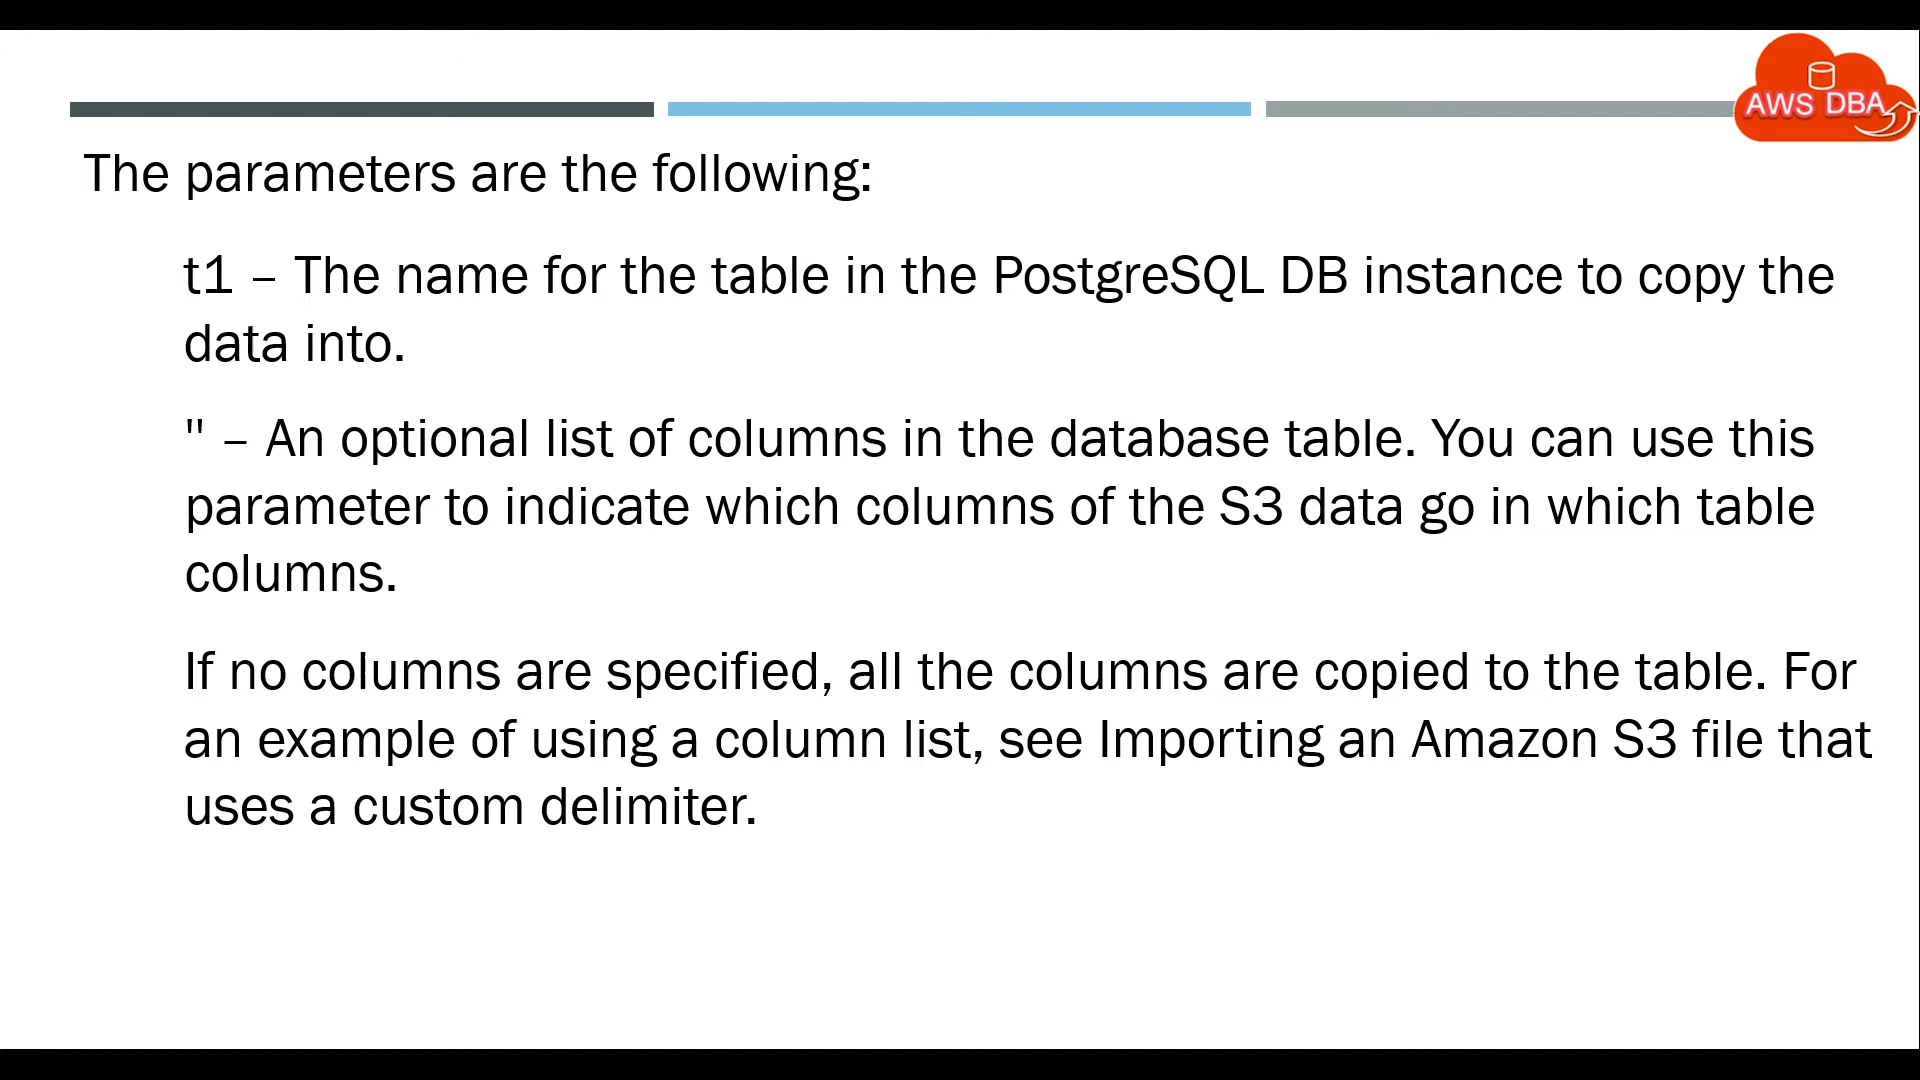 AWS DBA
The parameters are the following:
t1 – The name for the table in the PostgreSQL DB instance to copy the
data into.
" – An optional list of columns in the database table. You can use this
parameter to indicate which columns of the S3 data go in which table
columns.
If no columns are specified, all the columns are copied to the table. For
an example of using a column list, see Importing an Amazon S3 file that
uses a custom delimiter.